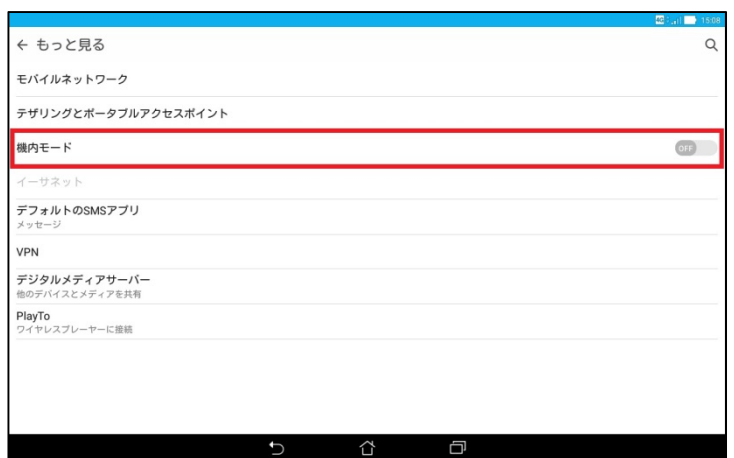 4G 15:08
← もっと見る
モバイルネットワーク
テザリングとポータブルアクセスポイント
機内モード OFF
イーサネット
デフォルトのSMSアプリ
メッセージ
VPN
デジタルメディアサーバー
他のデバイスとメディアを共有
PlayTo
ワイヤレスプレーヤーに接続